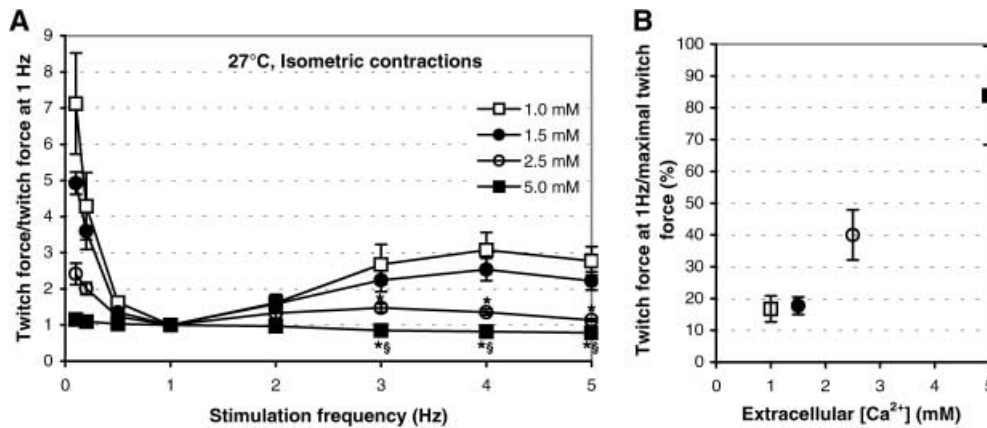 A
9
8
7
6
5
4
3
2
1
0
Twitch force/twitch force at 1 Hz
27°C, Isometric contractions
1.0 mM
1.5 mM
2.5 mM
5.0 mM
*
*
*
*§
*§
*§
0 1 2 3 4 5
Stimulation frequency (Hz)
B
100
90
80
70
60
50
40
30
20
10
0
Twitch force at 1Hz/maximal twitch
force (%)
0 1 2 3 4 5
Extracellular [Ca²⁺] (mM)